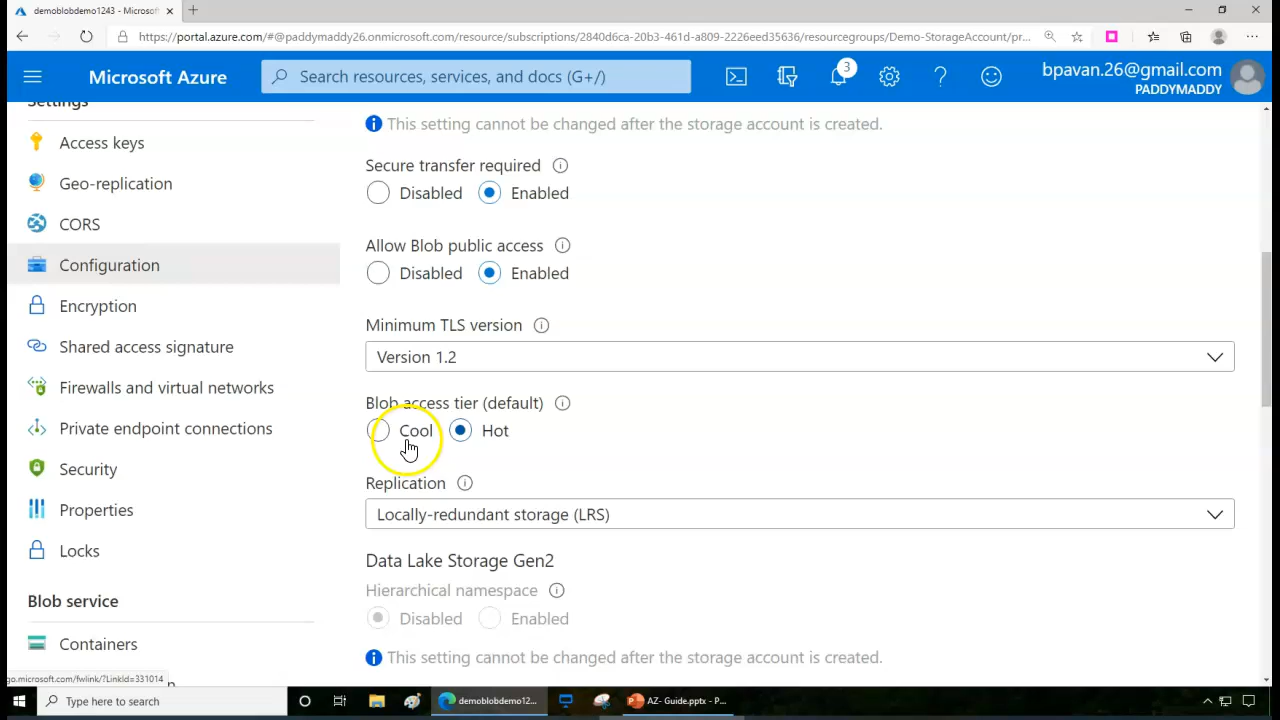 demoblobdemo1243 - Microsoft
https://portal.azure.com/#@paddymaddy26.onmicrosoft.com/resource/subscriptions/2840d6ca-20b3-461d-a809-2226eed35636/resourcegroups/Demo-StorageAccount/pr...
Microsoft Azure
Search resources, services, and docs (G+/)
3
bpavan.26@gmail.com
PADDYMADDY
Settings
Access keys
Geo-replication
CORS
Configuration
Encryption
Shared access signature
Firewalls and virtual networks
Private endpoint connections
Security
Properties
Locks
Blob service
Containers
This setting cannot be changed after the storage account is created.
Secure transfer required
Disabled Enabled
Allow Blob public access
Disabled Enabled
Minimum TLS version
Version 1.2
Blob access tier (default)
Cool Hot
Replication
Locally-redundant storage (LRS)
Data Lake Storage Gen2
Hierarchical namespace
Disabled Enabled
This setting cannot be changed after the storage account is created.
go.microsoft.com/fwlink/?LinkId=331014
Type here to search
demoblobdemo12...
AZ- Guide.pptx - P...